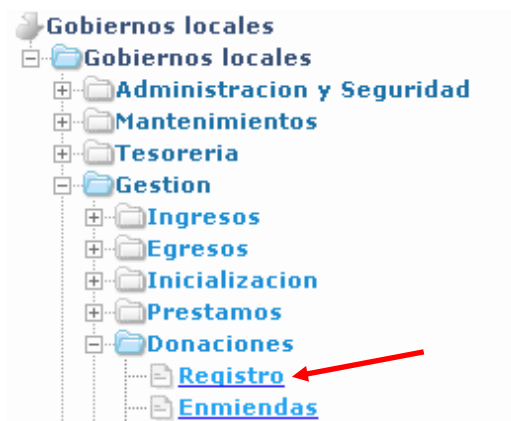 Gobiernos locales
Gobiernos locales
Administracion y Seguridad
Mantenimientos
Tesoreria
Gestion
Ingresos
Egresos
Inicializacion
Prestamos
Donaciones
Registro
Enmiendas